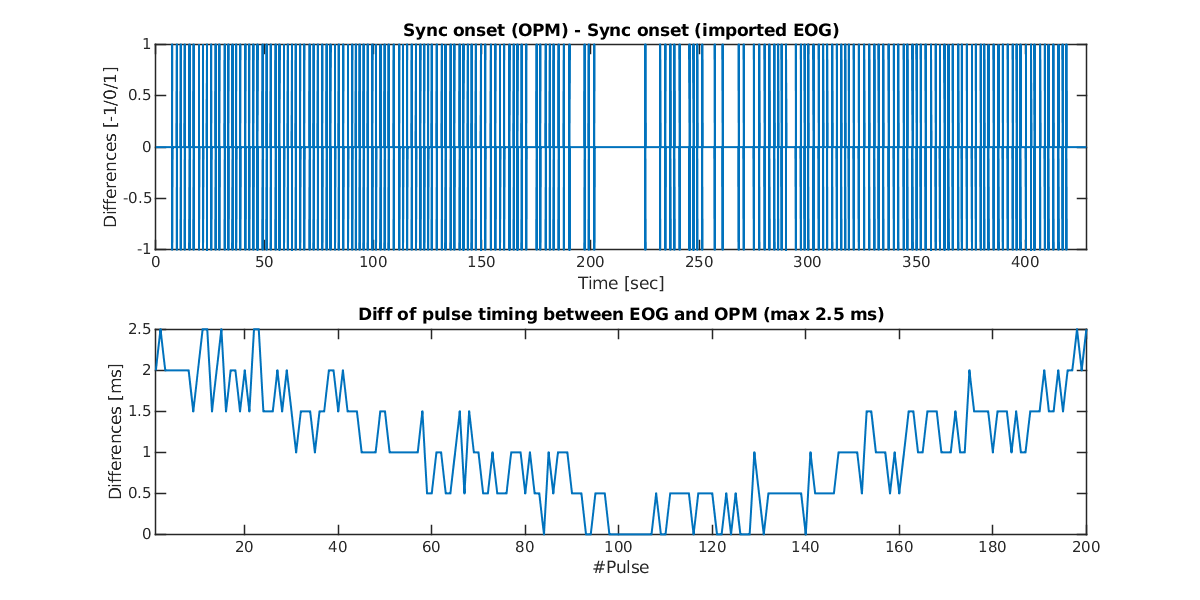 Sync onset (OPM) - Sync onset (imported EOG)
1
0.5
0
-0.5
-1
Differences [-1/0/1]
0 50 100 150 200 250 300 350 400
Time [sec]
Diff of pulse timing between EOG and OPM (max 2.5 ms)
2.5
2
1.5
1
0.5
0
Differences [ms]
20 40 60 80 100 120 140 160 180 200
#Pulse